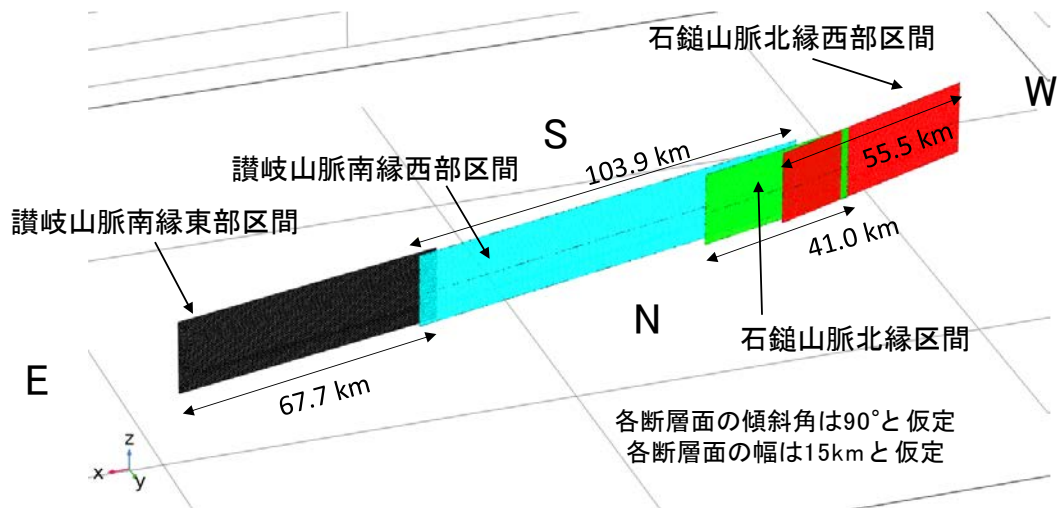 石鎚山脈北縁西部区間
W
S
103.9 km
55.5 km
讃岐山脈南縁西部区間
讃岐山脈南縁東部区間
41.0 km
N
石鎚山脈北縁区間
E
67.7 km
各断層面の傾斜角は90°と仮定
各断層面の幅は15kmと仮定
z
x
y